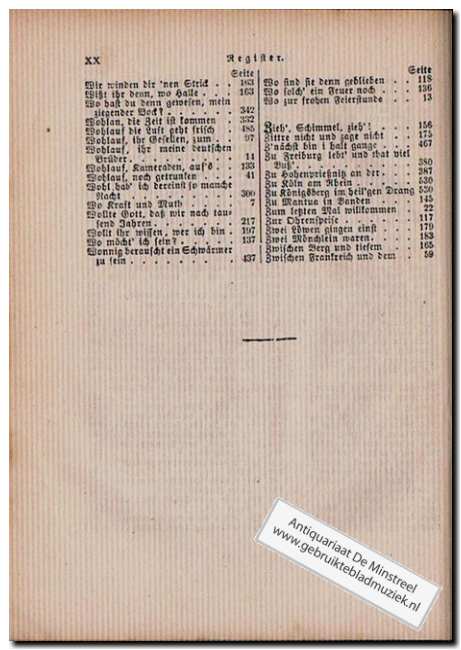 XX
Register.
Seite
Wir winden dir 'nen Strick . . . 183
Wißt ihr denn, wo Halle . . . 163
Wo hast du denn gewesen, mein
ziegender Bock? . . . . . . . 342
Wohlan, die Zeit ist kommen 332
Wohlauf die Luft geht frisch . 485
Wohlauf, ihr Gesellen, zum . . 97
Wohlauf, ihr meine deutschen
Brüder. . . . . . . . . . . 14
Wohlauf, Kameraden, auf's . . 133
Wohlauf, noch getrunken . . 41
Wohl hab' ich dereinst so manche
Nacht . . . . . . . . . . . 300
Wo Kraft und Muth . . . . . 7
Wollte Gott, daß wir nach tau-
send Jahren. . . . . . . . . 217
Wollt ihr wissen, wer ich bin . 197
Wo möcht' ich sein? . . . . . . 137
Wonnig berauscht ein Schwärmer
zu sein . . . . . . . . . . . 437
Seite
Wo sind sie denn geblieben . . 118
Wo solch' ein Feuer noch . . . 136
Wo zur frohen Feierstunde . . . 13
Zieh', Schimmel, zieh'! . . . . 156
Zittre nicht und zage nicht . . 175
Z'nächst bin i halt gange. . . . 467
Zu Freiburg lebt' und that viel
Buß'. . . . . . . . . . . . 380
Zu Hohenprießnitz an der. . . 387
Zu Köln am Rhein . . . . . . 530
Zu Königsberg im heil'gen Drang 530
Zu Mantua in Banden . . . . 145
Zum letzten Mal willkommen . 22
Zur Ohrenspeise . . . . . . . 117
Zwei Löwen gingen einst . . . 179
Zwei Mönchlein waren. . . . . 183
Zwischen Berg und tiefem . . 165
Zwischen Frankreich und dem . 59
Antiquariaat De Minstreel
www.gebruiktebladmuziek.nl